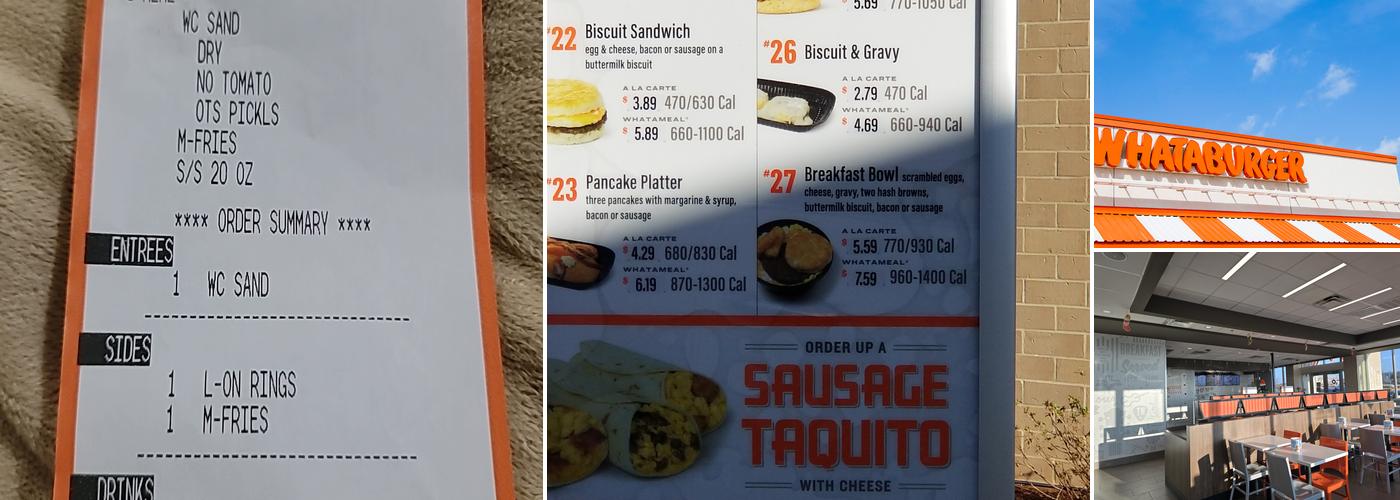 WC SAND
DRY
NO TOMATO
OTS PICKLS
M-FRIES
S/S 20 OZ
**** ORDER SUMMARY ****
ENTREES
1 WC SAND
SIDES
1 L-ON RINGS
1 M-FRIES
DRINKS
#22 Biscuit Sandwich
egg & cheese, bacon or sausage on a
buttermilk biscuit
A LA CARTE
$ 3.89 470/630 Cal
WHATAMEAL®
$ 5.89 660-1100 Cal
#23 Pancake Platter
three pancakes with margarine & syrup,
bacon or sausage
A LA CARTE
$ 4.29 680/830 Cal
WHATAMEAL®
$ 6.19 870-1300 Cal
5.69 770-1050 Cal
#26 Biscuit & Gravy
A LA CARTE
$ 2.79 470 Cal
WHATAMEAL®
$ 4.69 660-940 Cal
#27 Breakfast Bowl scrambled eggs,
cheese, gravy, two hash browns,
buttermilk biscuit, bacon or sausage
A LA CARTE
$ 5.59 770/930 Cal
WHATAMEAL®
$ 7.59 960-1400 Cal
ORDER UP A
SAUSAGE
TAQUITO
WITH CHEESE
WHATABURGER
BREAKFAST